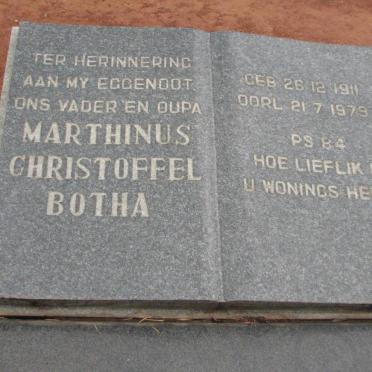 TER HERINNERING
AAN MY EGGENOOT
ONS VADER EN OUPA
MARTHINUS
CHRISTOFFEL
BOTHA
GEB 26 12 1911
OORL 21 7 1979
PS 84
HOE LIEFLIK
U WONINGS HE